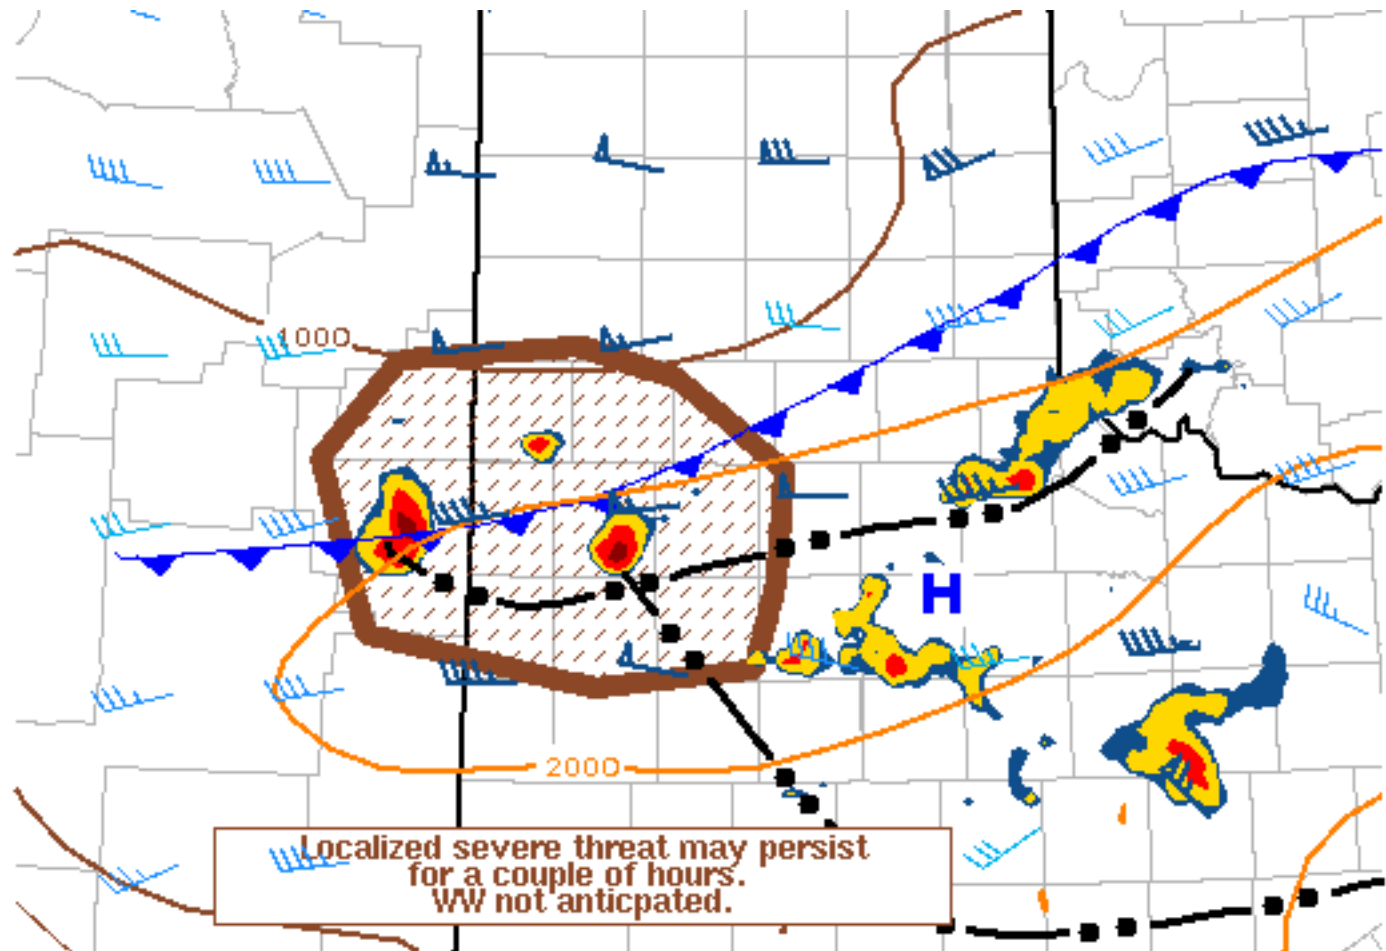 1000
H
2000
Localized severe threat may persist
for a couple of hours.
WW not anticpated.